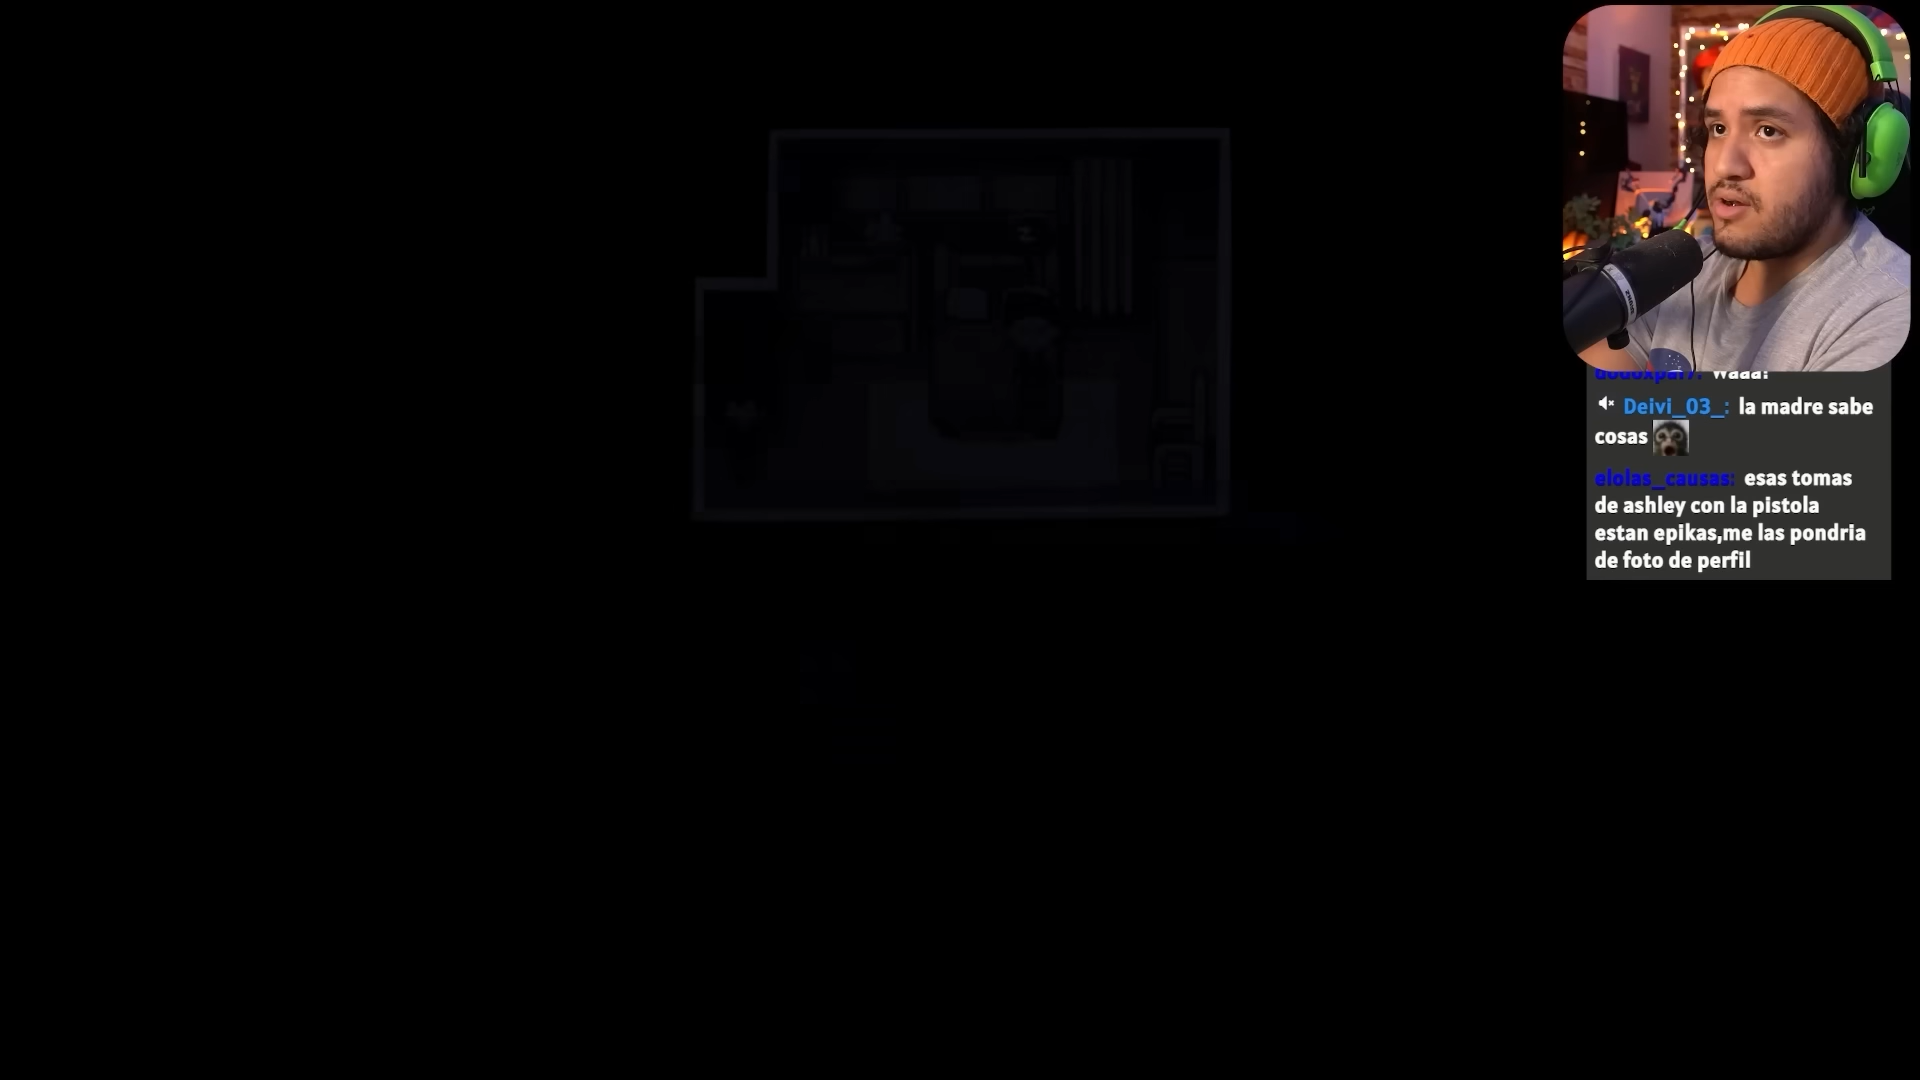 waaa!
Deivi_03_: la madre sabe
cosas
elolas_causas: esas tomas
de ashley con la pistola
estan epikas,me las pondria
de foto de perfil